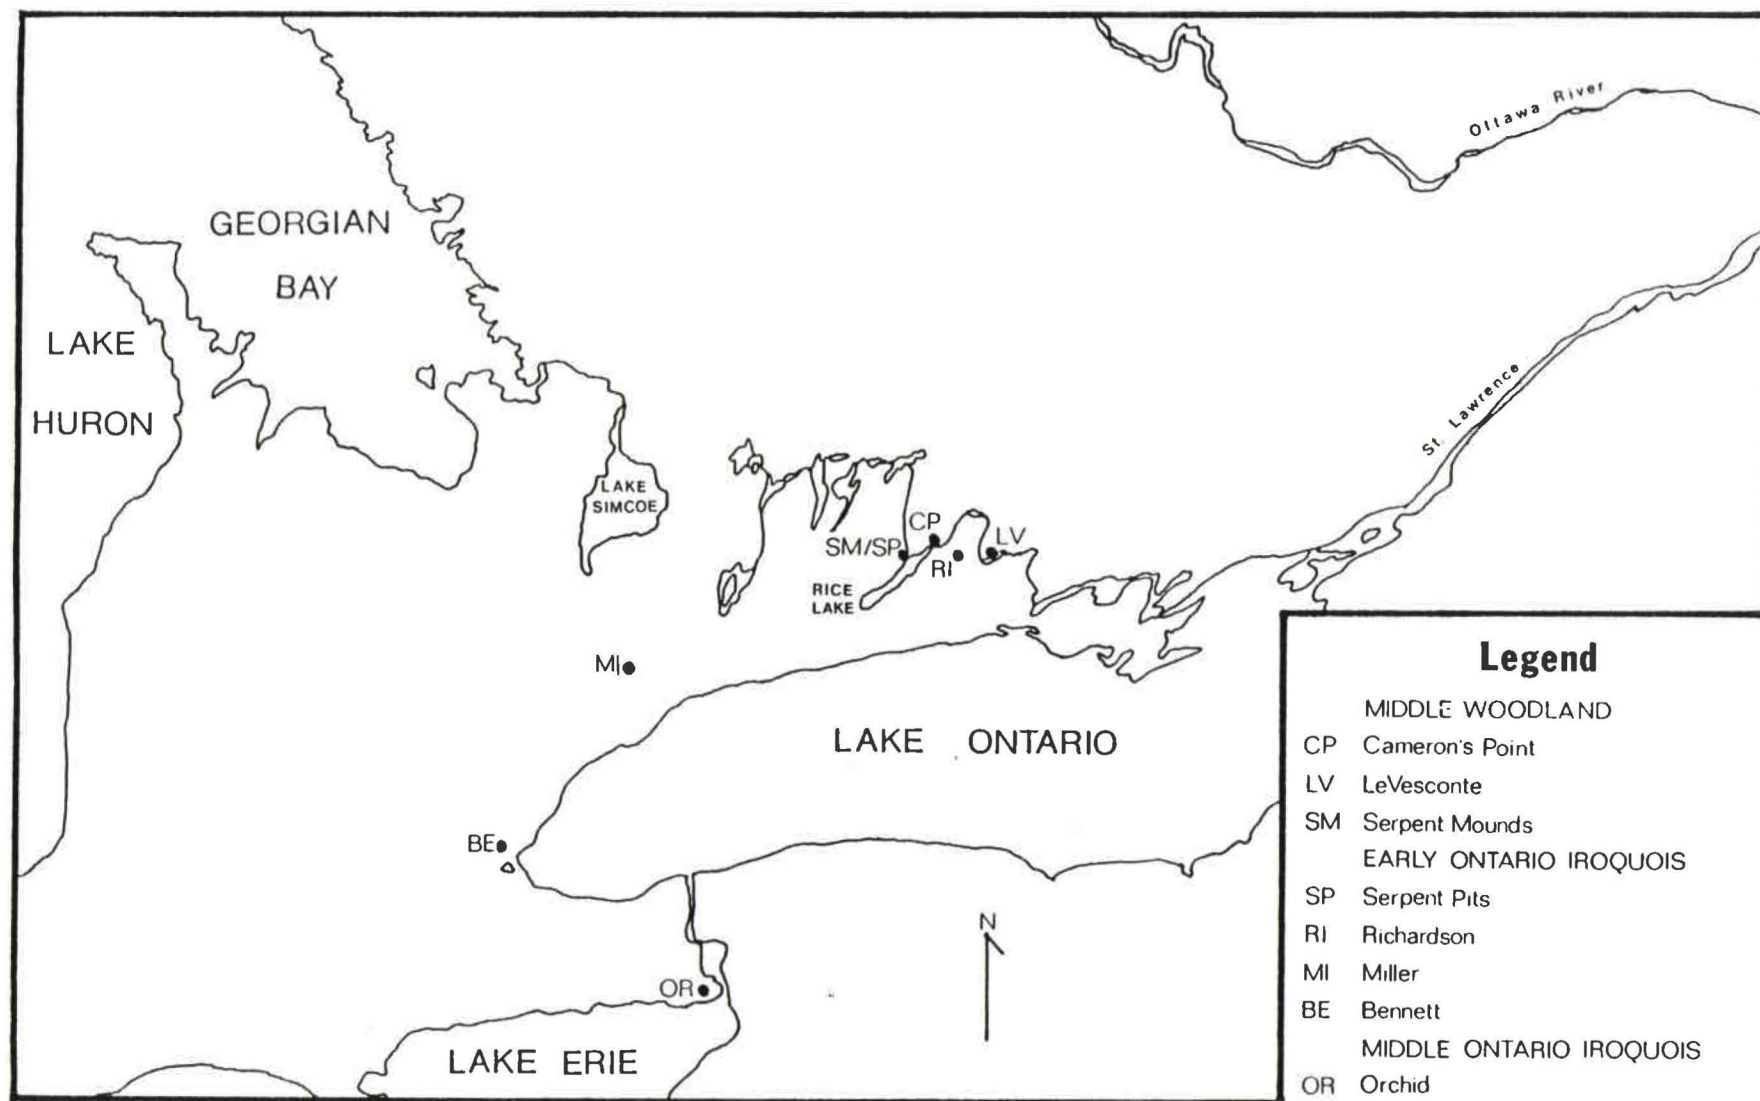 Ottawa River
GEORGIAN
BAY
LAKE
HURON
St. Lawrence
LAKE
SIMCOE
CP
SM/SP
LV
RI
RICE
LAKE
MI
LAKE ONTARIO
BE
N
OR
LAKE ERIE
Legend
MIDDLE WOODLAND
CP Cameron's Point
LV LeVesconte
SM Serpent Mounds
EARLY ONTARIO IROQUOIS
SP Serpent Pits
RI Richardson
MI Miller
BE Bennett
MIDDLE ONTARIO IROQUOIS
OR Orchid